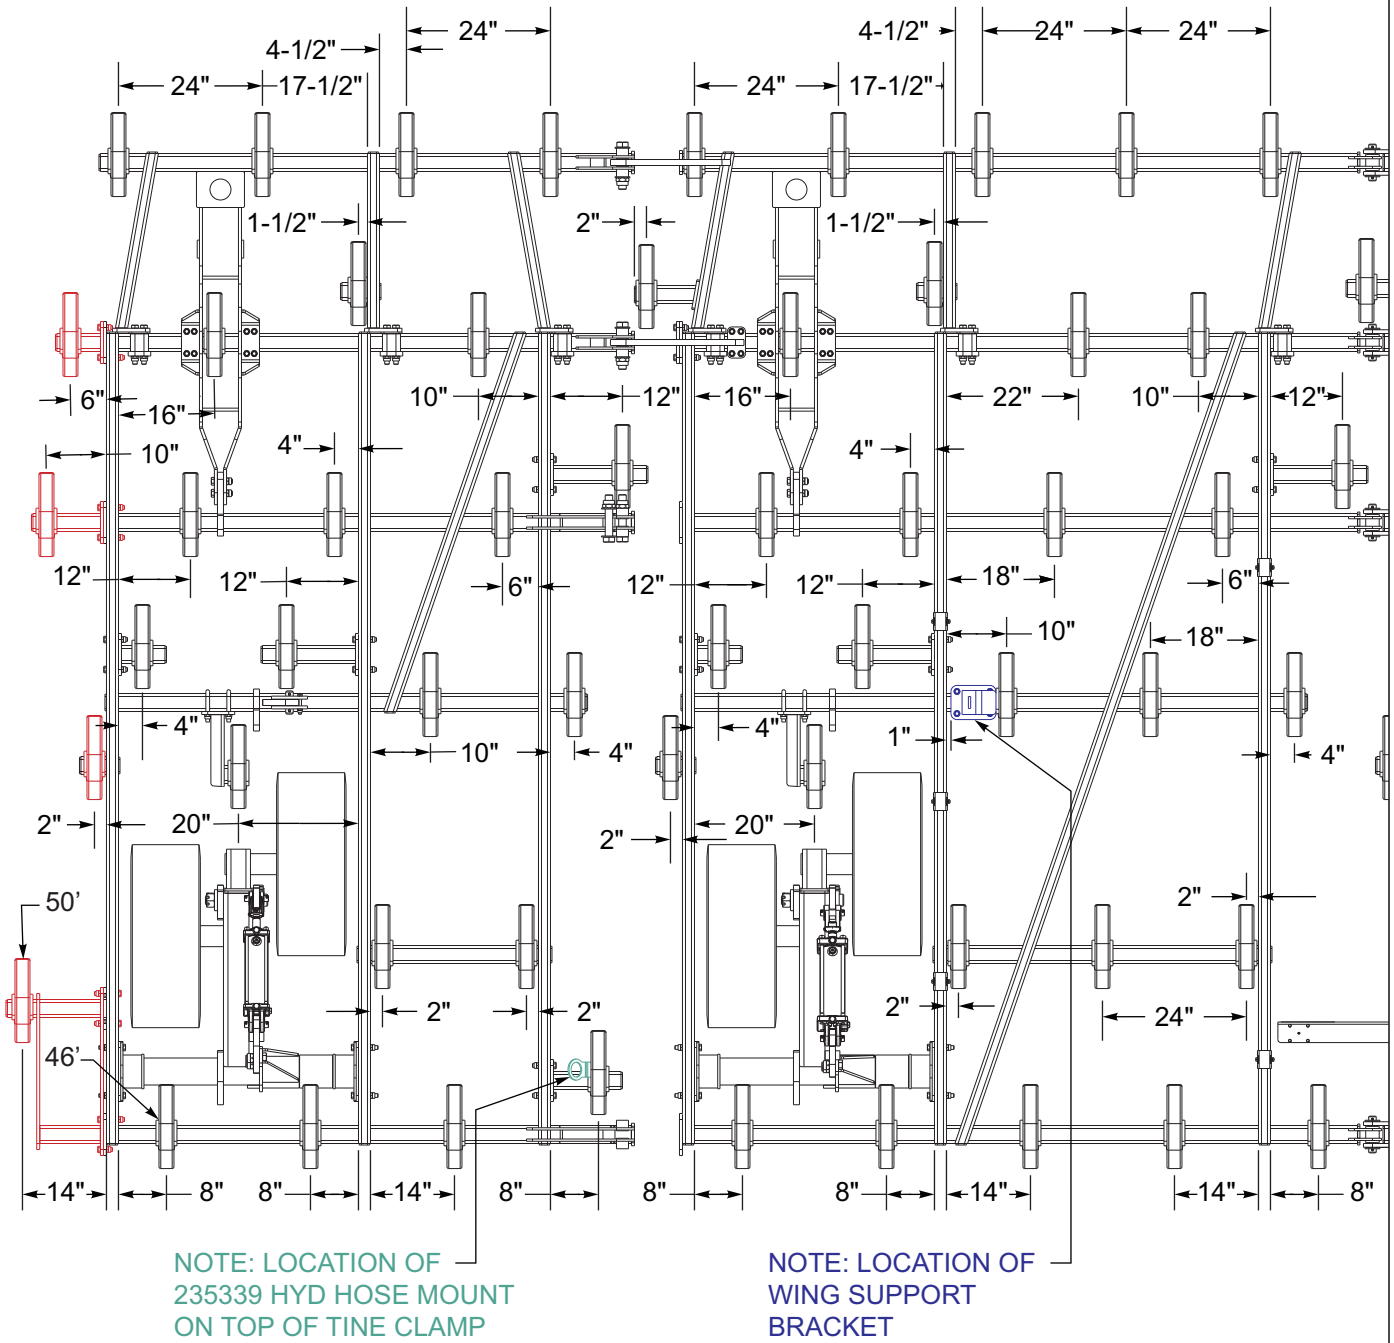 24" 4-1/2" 24" 24"
4-1/2"
24" 17-1/2" 24" 17-1/2"
1-1/2" 2" 1-1/2"
6" 16" 10" 12" 16" 22" 10" 12"
10" 4" 4"
12" 12" 6" 12" 12" 18" 6"
10" 18"
4" 10" 4" 4" 1" 4"
2" 20" 2" 20"
50' 2"
2" 2" 2" 24"
46'
14" 8" 8" 14" 8" 8" 8" 14" 14" 8"
NOTE: LOCATION OF
235339 HYD HOSE MOUNT
ON TOP OF TINE CLAMP
NOTE: LOCATION OF
WING SUPPORT
BRACKET